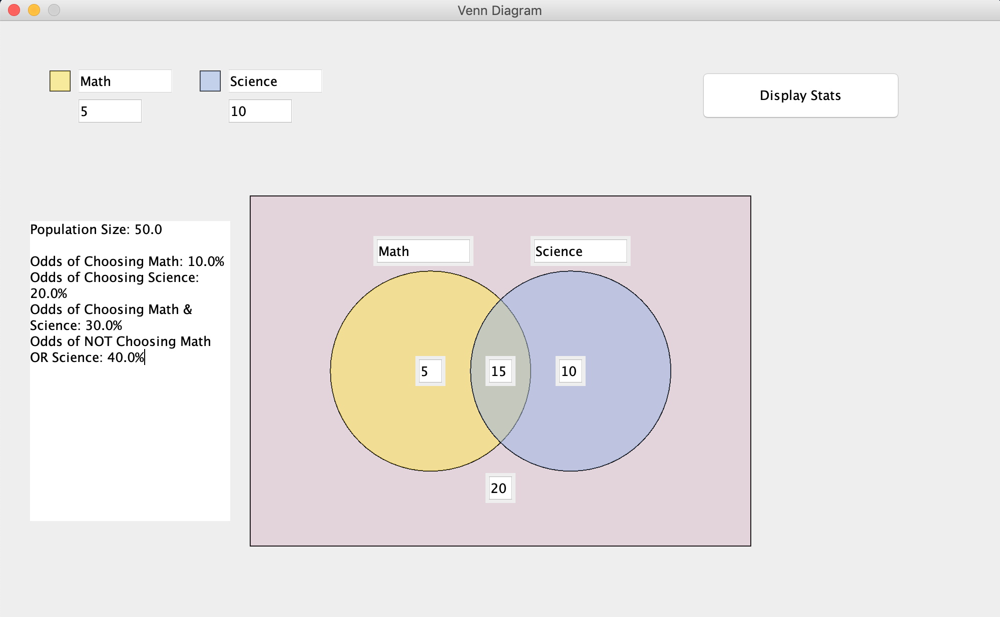 Venn Diagram
Math
Science
5
10
Display Stats
Population Size: 50.0
Odds of Choosing Math: 10.0%
Odds of Choosing Science:
20.0%
Odds of Choosing Math &
Science: 30.0%
Odds of NOT Choosing Math
OR Science: 40.0%
Math
Science
5
15
10
20